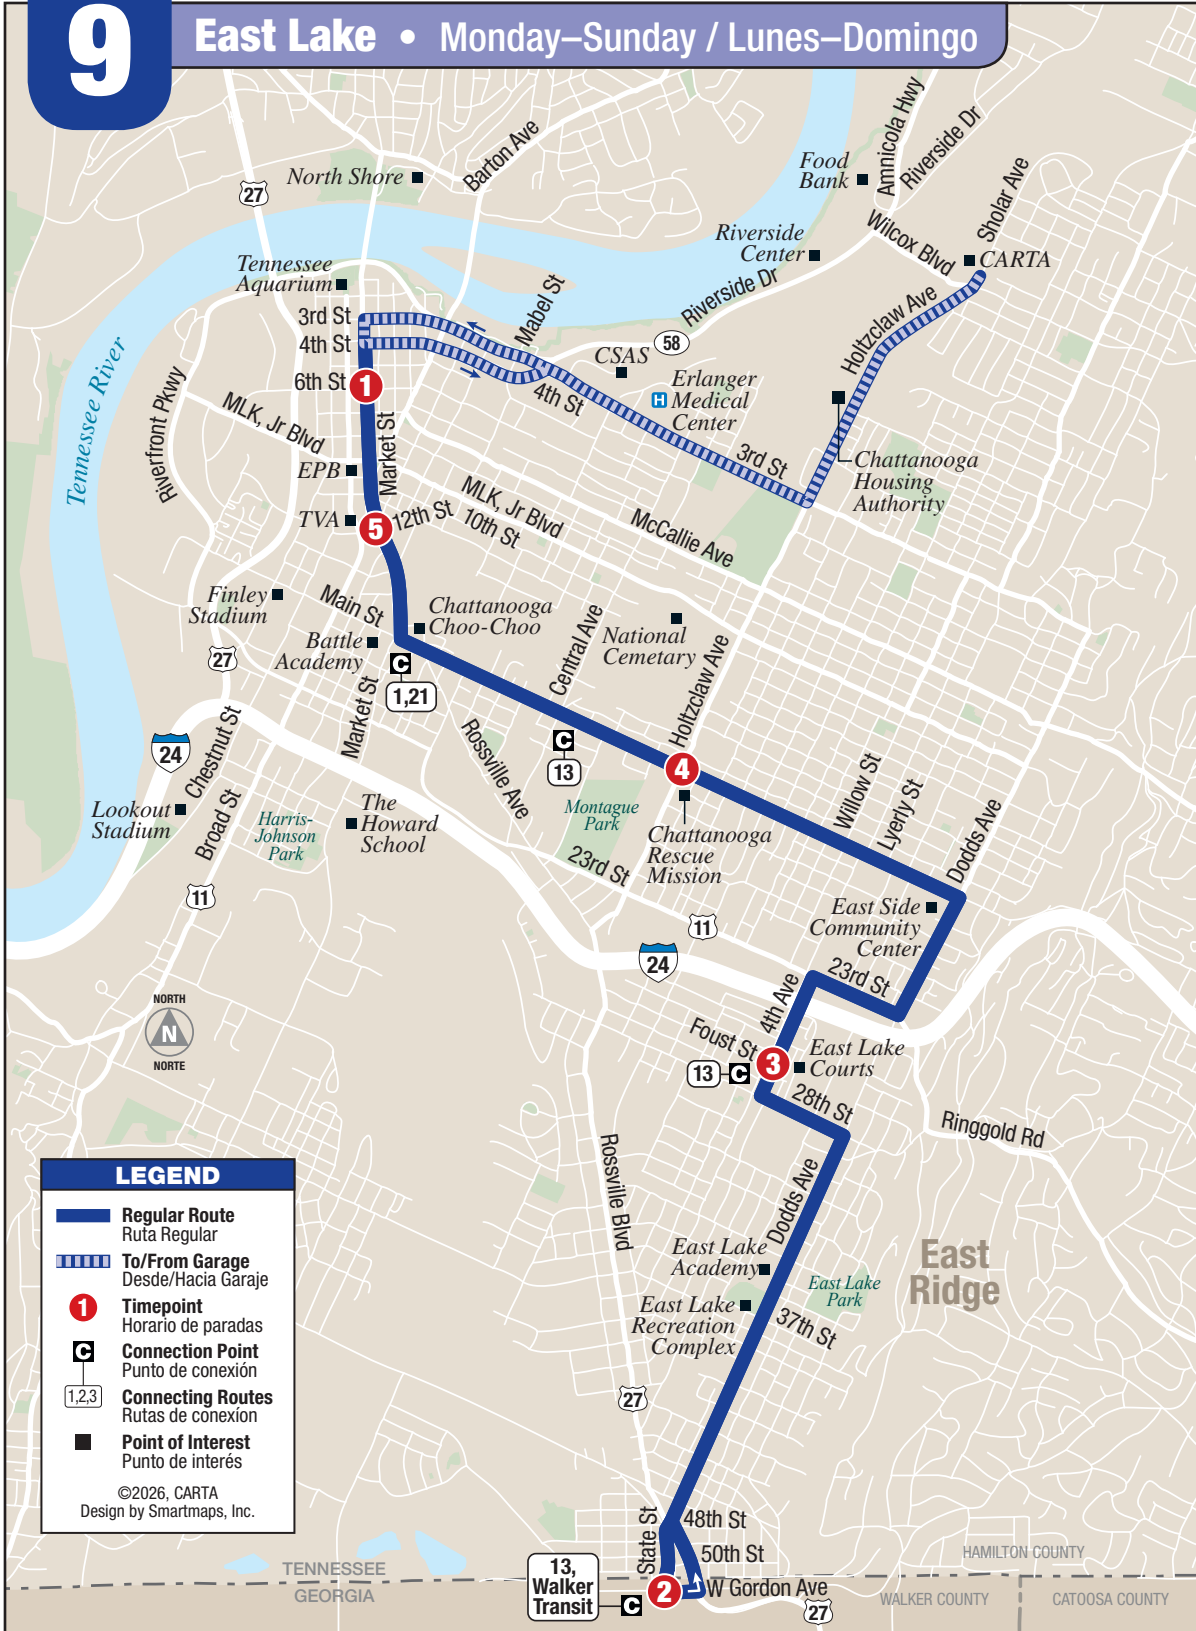 9
East Lake • Monday–Sunday / Lunes–Domingo
North Shore
Barton Ave
27
Food
Bank
Amnicola Hwy
Riverside Dr
Sholar Ave
Wilcox Blvd
CARTA
Riverside
Center
Riverside Dr
Tennessee
Aquarium
Mabel St
Holtzclaw Ave
3rd St
4th St
6th St
1
58
CSAS
H
Erlanger
Medical
Center
4th St
3rd St
Chattanooga
Housing
Authority
Tennessee River
Riverfront Pkwy
MLK, Jr Blvd
Market St
EPB
TVA
5
12th St
10th St
MLK, Jr Blvd
McCallie Ave
Finley
Stadium
Main St
Chattanooga
Choo-Choo
Battle
Academy
C
1,21
27
Central Ave
National
Cemetary
Holtzclaw Ave
Market St
Rossville Ave
C
13
4
24
Chestnut St
Broad St
Lookout
Stadium
Harris-
Johnson
Park
The
Howard
School
Montague
Park
Chattanooga
Rescue
Mission
23rd St
Willow St
Lyerly St
Dodds Ave
11
11
24
East Side
Community
Center
23rd St
4th Ave
NORTH
N
NORTE
Foust St
13
C
3
East Lake
Courts
28th St
Ringgold Rd
Rossville Blvd
Dodds Ave
East Lake
Academy
East Lake
Park
East
Ridge
East Lake
Recreation
Complex
37th St
27
LEGEND
Regular Route
Ruta Regular
To/From Garage
Desde/Hacia Garaje
1
Timepoint
Horario de paradas
C
Connection Point
Punto de conexión
1,2,3
Connecting Routes
Rutas de conexíon
Point of Interest
Punto de interés
©2026, CARTA
Design by Smartmaps, Inc.
State St
48th St
50th St
TENNESSEE
GEORGIA
13,
Walker
Transit
C
2
W Gordon Ave
27
HAMILTON COUNTY
WALKER COUNTY
CATOOSA COUNTY